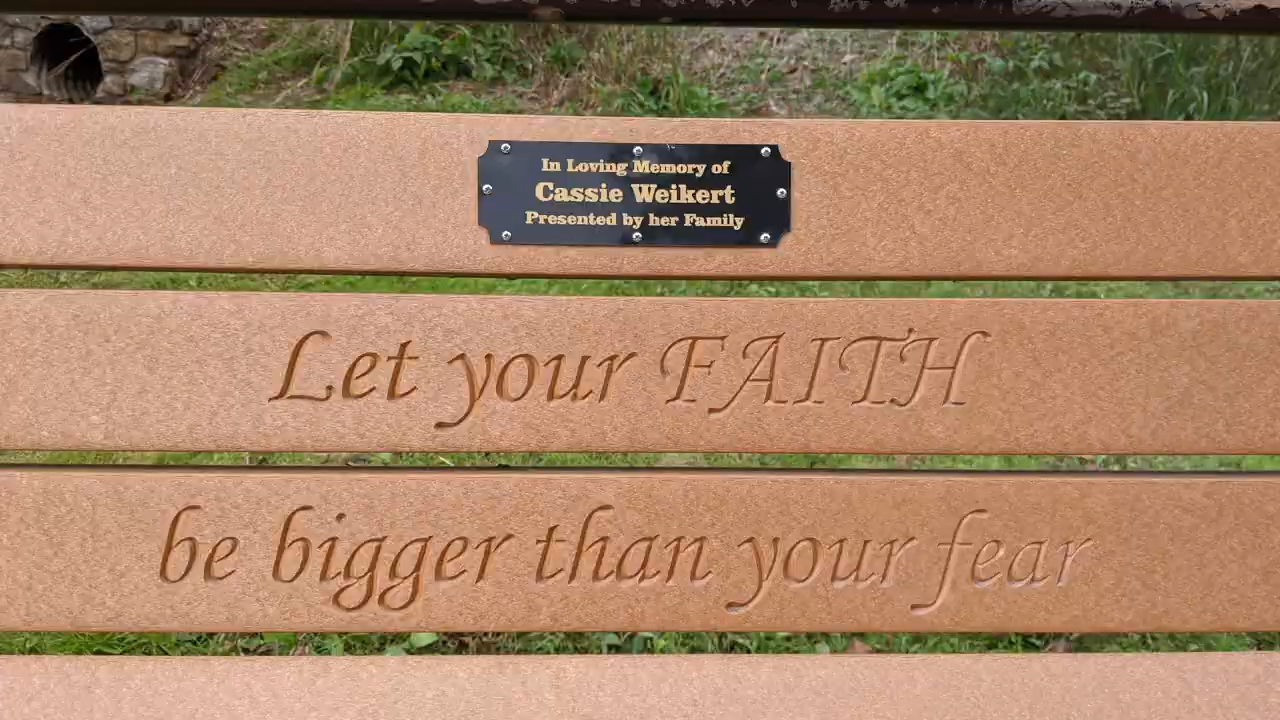 In Loving Memory of
Cassie Weikert
Presented by her Family
Let your FAITH
be bigger than your fear